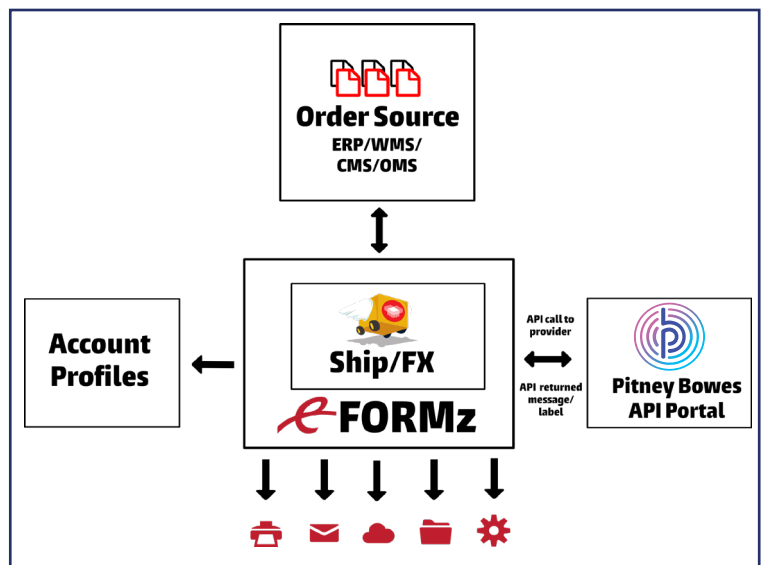 Order Source
ERP/WMS/
CMS/OMS
Account
Profiles
Ship/FX
eFORMz
API call to
provider
API returned
message/
label
Pitney Bowes
API Portal